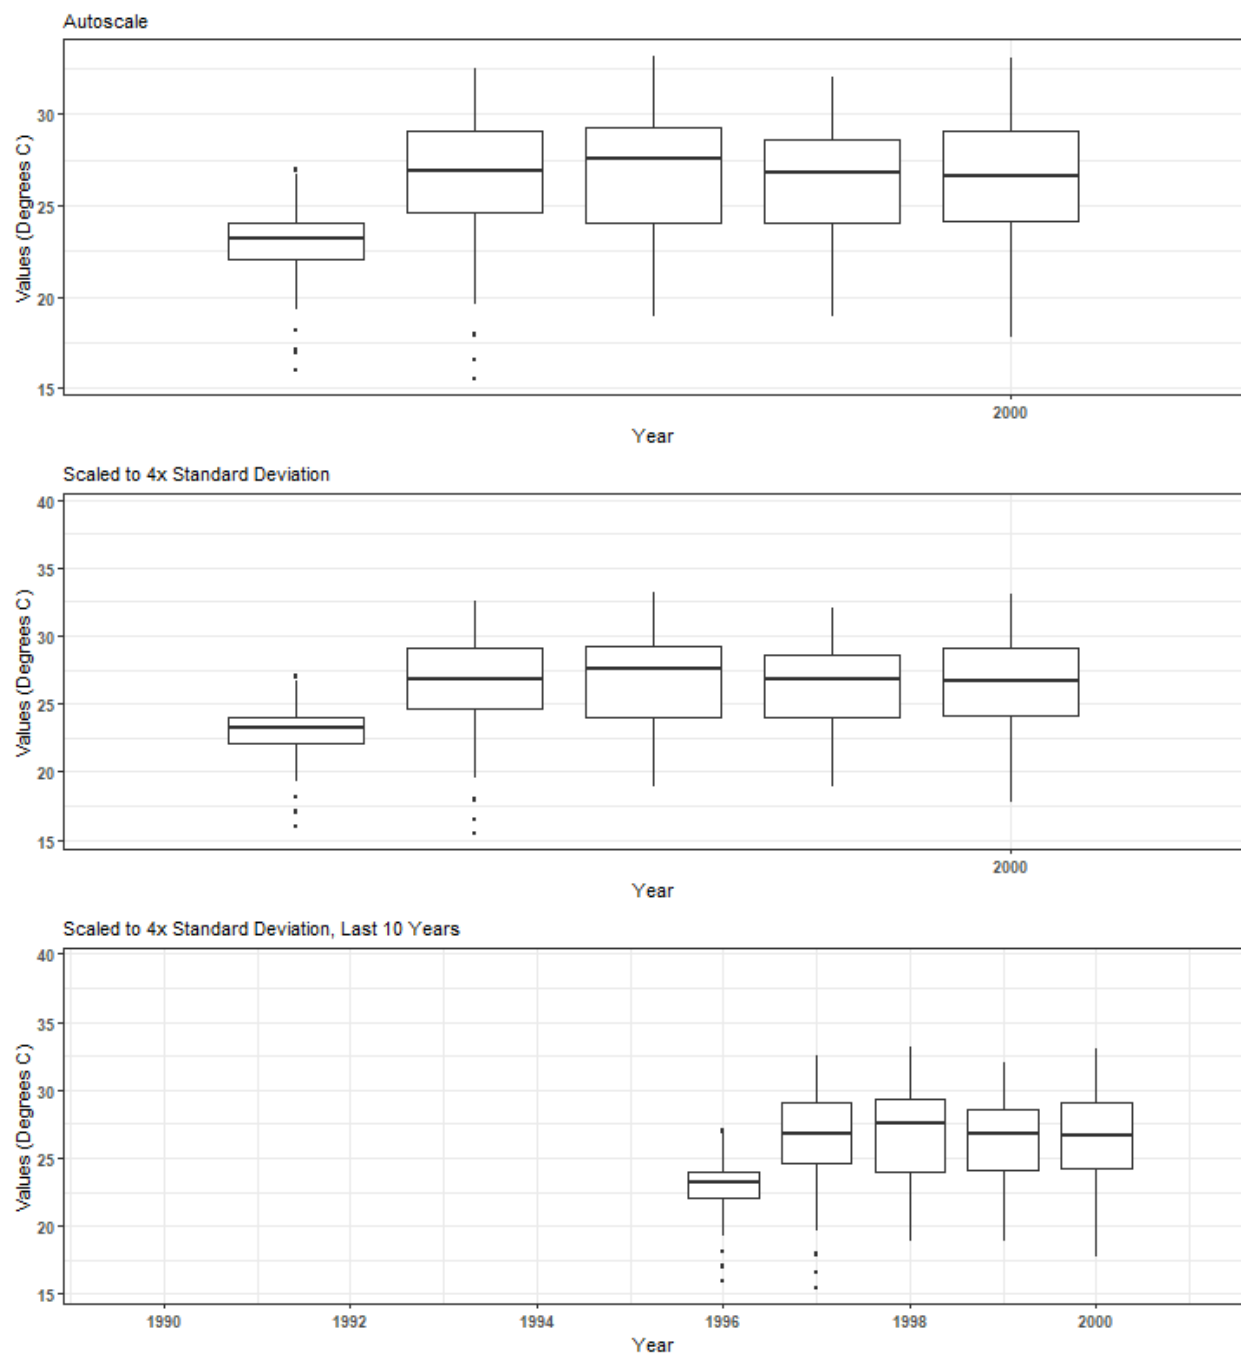 Autoscale
Values (Degrees C)
30
25
20
15
2000
Year
Scaled to 4x Standard Deviation
Values (Degrees C)
40
35
30
25
20
15
2000
Year
Scaled to 4x Standard Deviation, Last 10 Years
Values (Degrees C)
40
35
30
25
20
15
1990 1992 1994 1996 1998 2000
Year